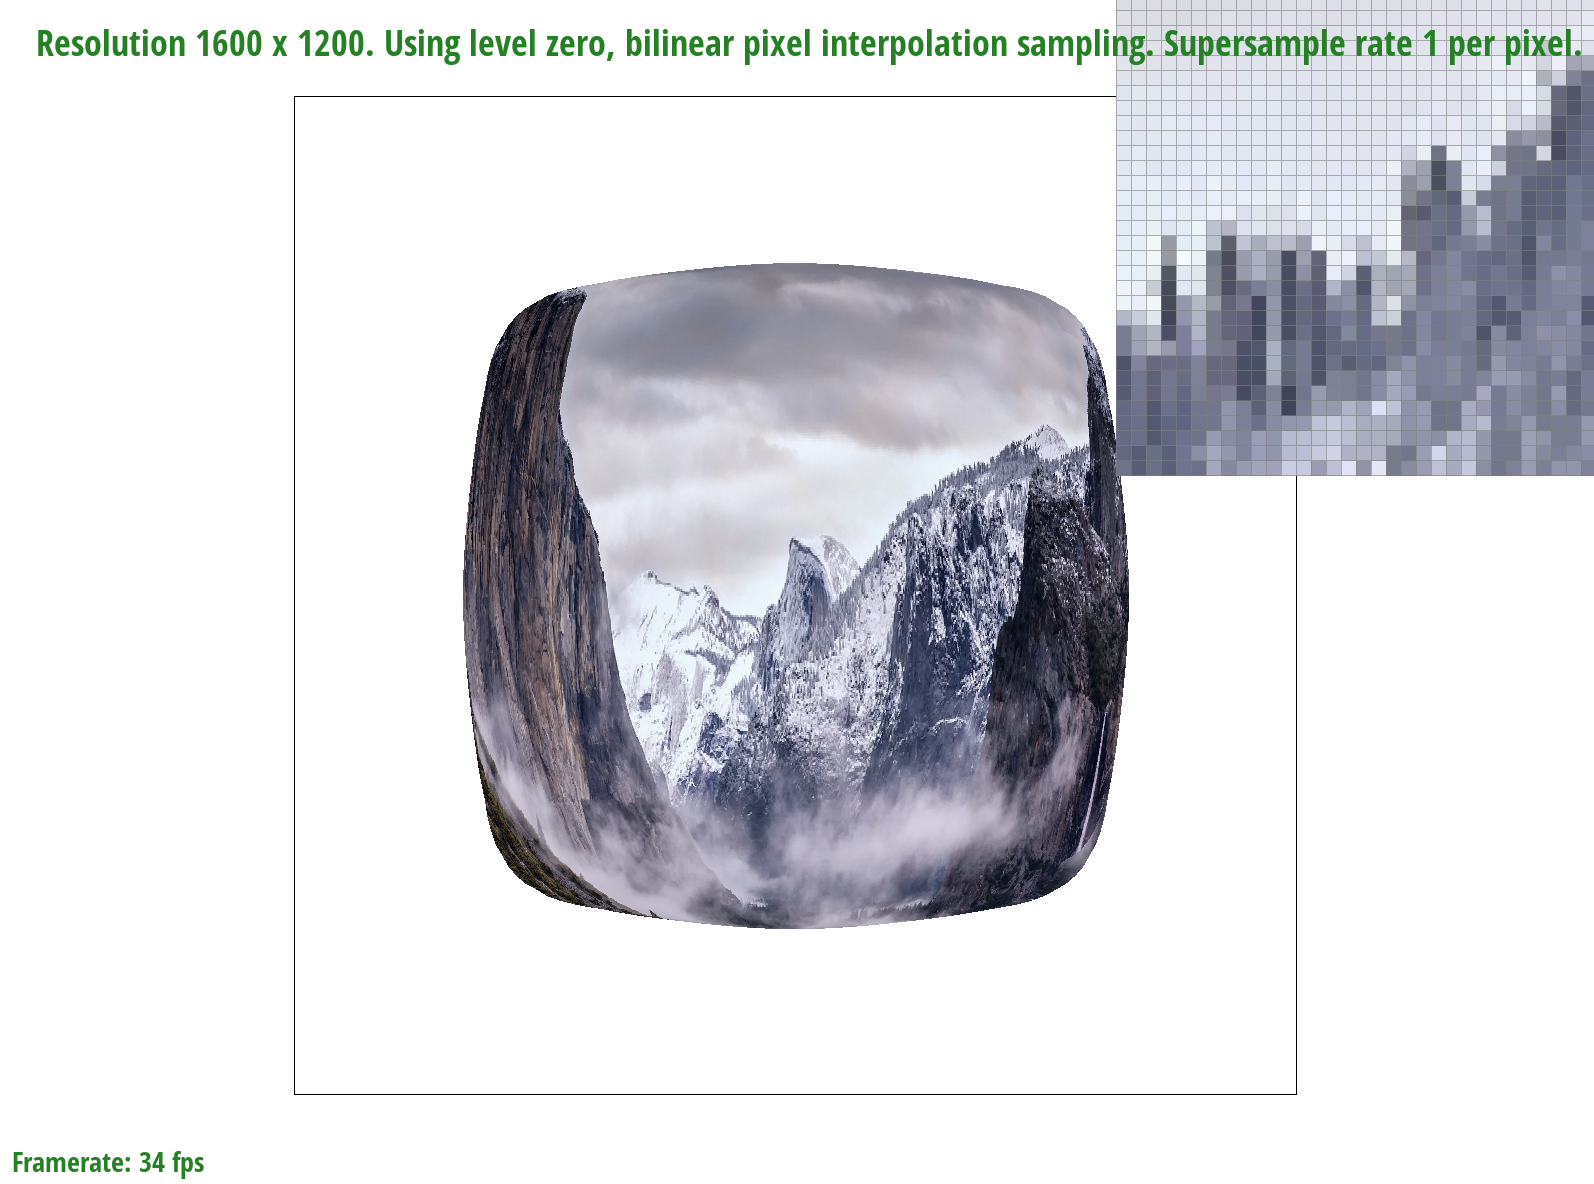 Resolution 1600 x 1200. Using level zero, bilinear pixel interpolation sampling. Supersample rate 1 per pixel.
Framerate: 34 fps